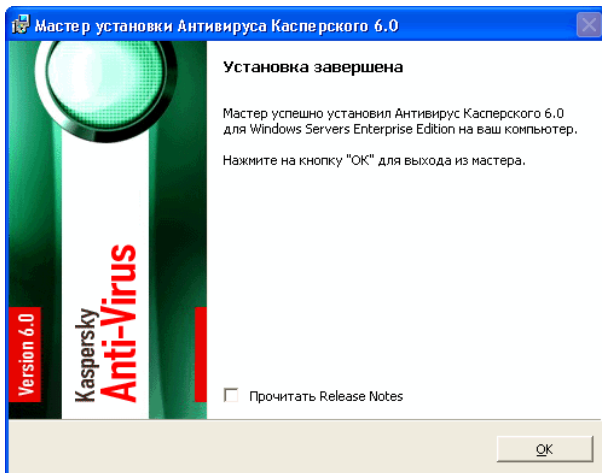 Мастер установки Антивируса Касперского 6.0
Установка завершена
Мастер успешно установил Антивирус Касперского 6.0
для Windows Servers Enterprise Edition на ваш компьютер.
Нажмите на кнопку "ОК" для выхода из мастера.
Version 6.0
Kaspersky
Anti-Virus
Прочитать Release Notes
OK